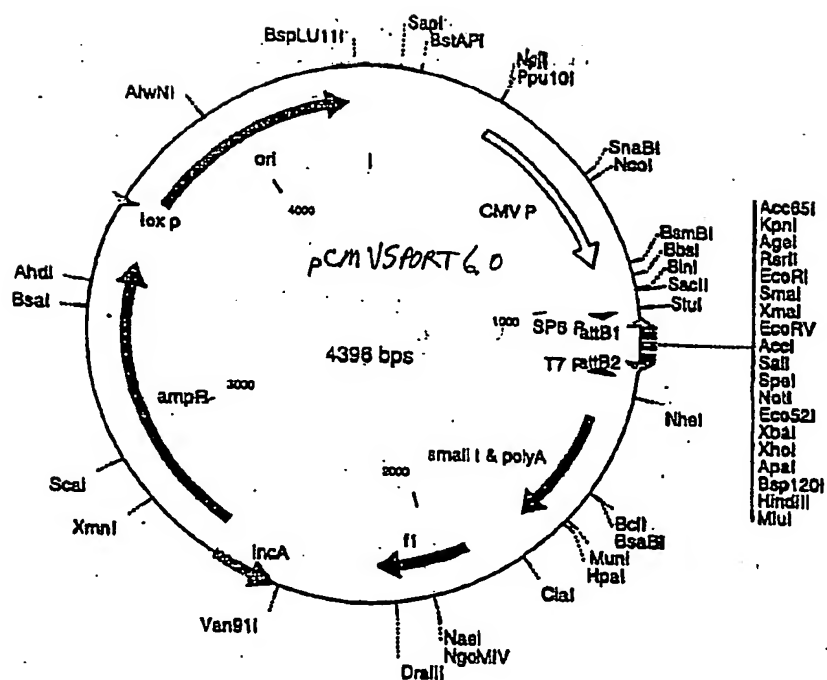 BspLU11I
SapI
BstAPI
Ppu10I
AlwNI
SnaBI
NcoI
ori
4000
CMV P
lox p
pCMVSPORT 6.0
BsmBI
BbsI
BlnI
SacII
StuI
AhdI
BsaI
1000
SP6 P attB1
4396 bps
T7 P attB2
ampR
3000
NheI
Acc65I
KpnI
AgeI
RsrII
EcoRI
SmaI
XmaI
EcoRV
AccI
SalI
SpeI
NotI
Eco52I
XbaI
XhoI
ApaI
Bsp120I
HindIII
MluI
small t & polyA
2000
ScaI
XmnI
BclI
BsaBI
MunI
HpaI
ClaI
f1
incA
Van91I
NaeI
NgoMIV
DraIII